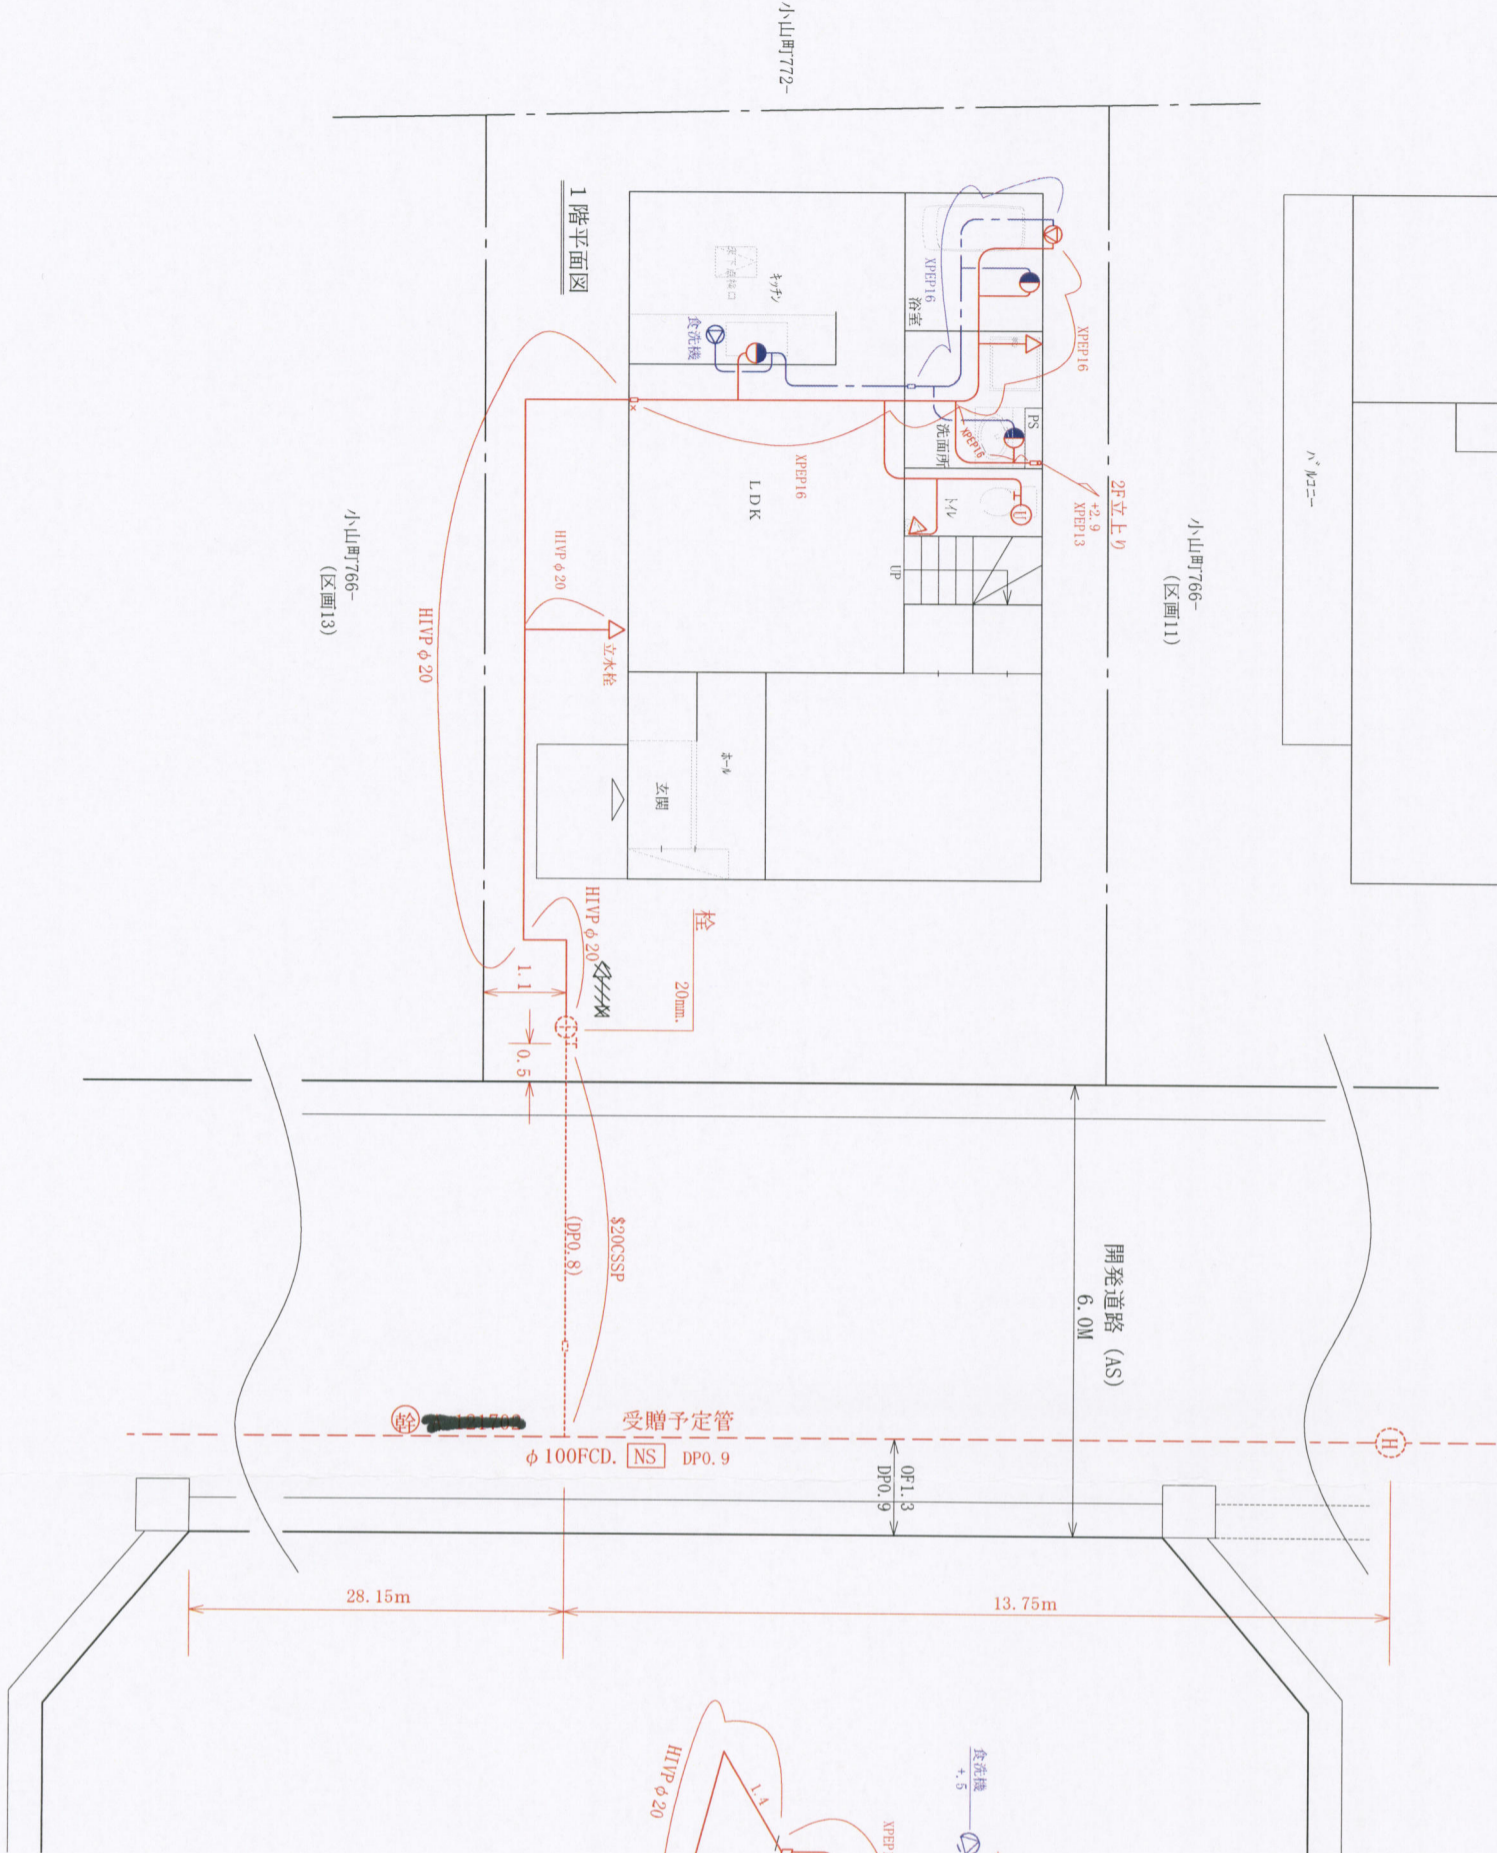 小山町772-
1階平面図
キッチン
床下点検口
食洗機
XPEP16
浴室
XPEP16
PS
洗面所
XPEP16
XPEP16
LDK
トイレ
U
2F立上り
+2.9
XPEP13
UP
バルコニー
小山町766-
(区画11)
小山町766-
(区画13)
HIVPφ20
HIVPφ20
立水栓
ホール
玄関
HIVPφ20
栓
20mm.
1.1
0.5
開発道路 (AS)
6.0M
$20CSSP
(DP0.8)
幹
受贈予定管
φ100FCD. NS DP0.9
H
OF1.3
DP0.9
28.15m
13.75m
HIVPφ20
1.4
XPEP
食洗機
+.5